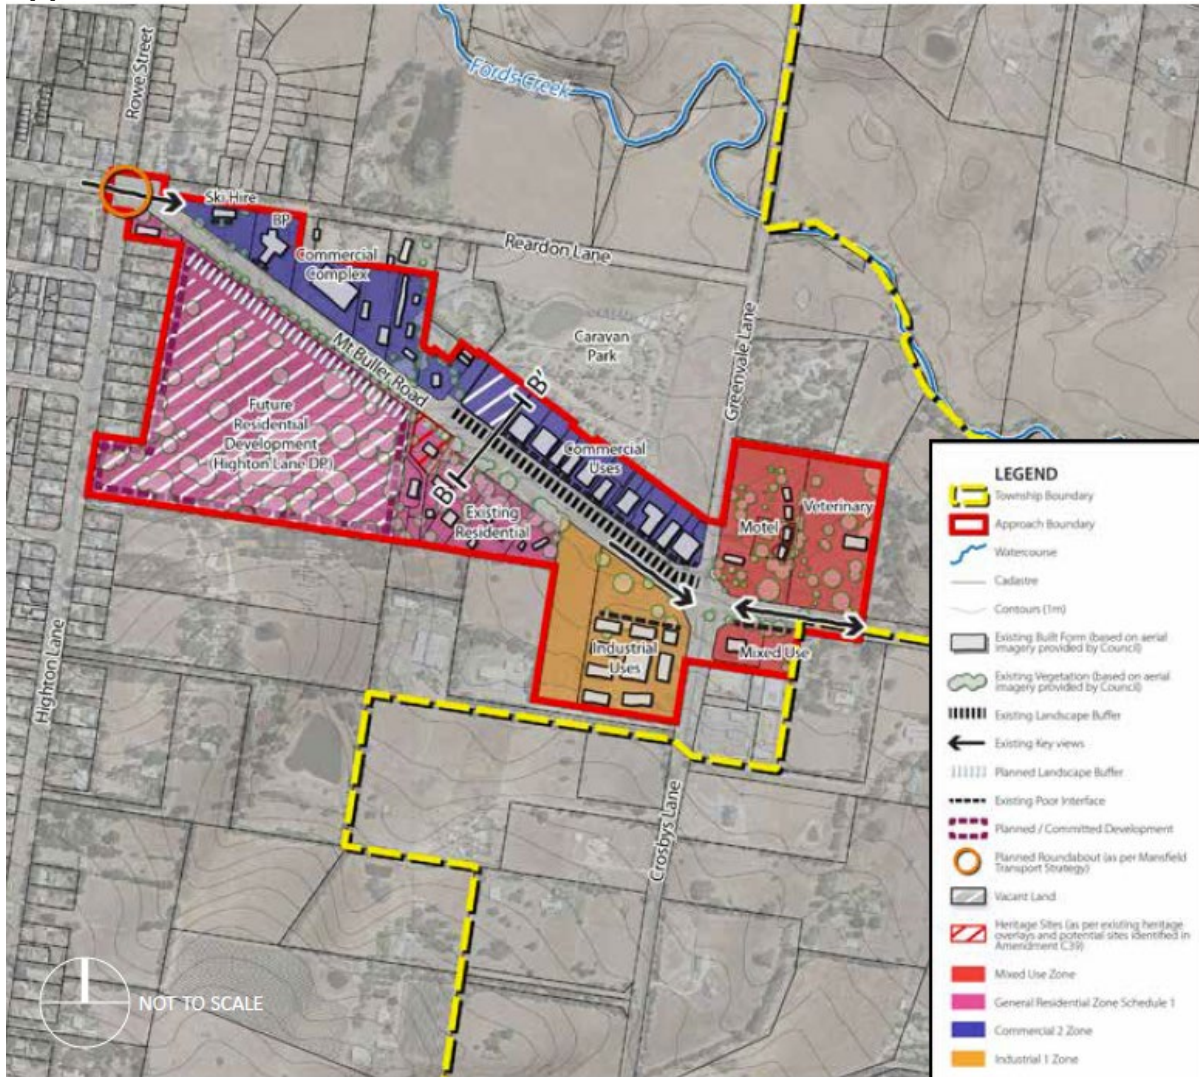 Rowe Street
Fords Creek
Ski Hire
BP
Commercial
Complex
Reardon Lane
Mt Buller Road
Caravan
Park
Greenvale Lane
Future
Residential
Development
(Highton Lane DP)
B'
B
Commercial
Uses
Existing
Residential
Motel
Veterinary
Industrial
Uses
Mixed Use
Highton Lane
Crosbys Lane
NOT TO SCALE
LEGEND
Township Boundary
Approach Boundary
Watercourse
Cadastre
Contours (1m)
Existing Built Form (based on aerial
imagery provided by Council)
Existing Vegetation (based on aerial
imagery provided by Council)
Existing Landscape Buffer
Existing Key views
Planned Landscape Buffer
Existing Poor Interface
Planned / Committed Development
Planned Roundabout (as per Mansfield
Transport Strategy)
Vacant Land
Heritage Sites (as per existing heritage
overlays and potential sites identified in
Amendment C39)
Mixed Use Zone
General Residential Zone Schedule 1
Commercial 2 Zone
Industrial 1 Zone